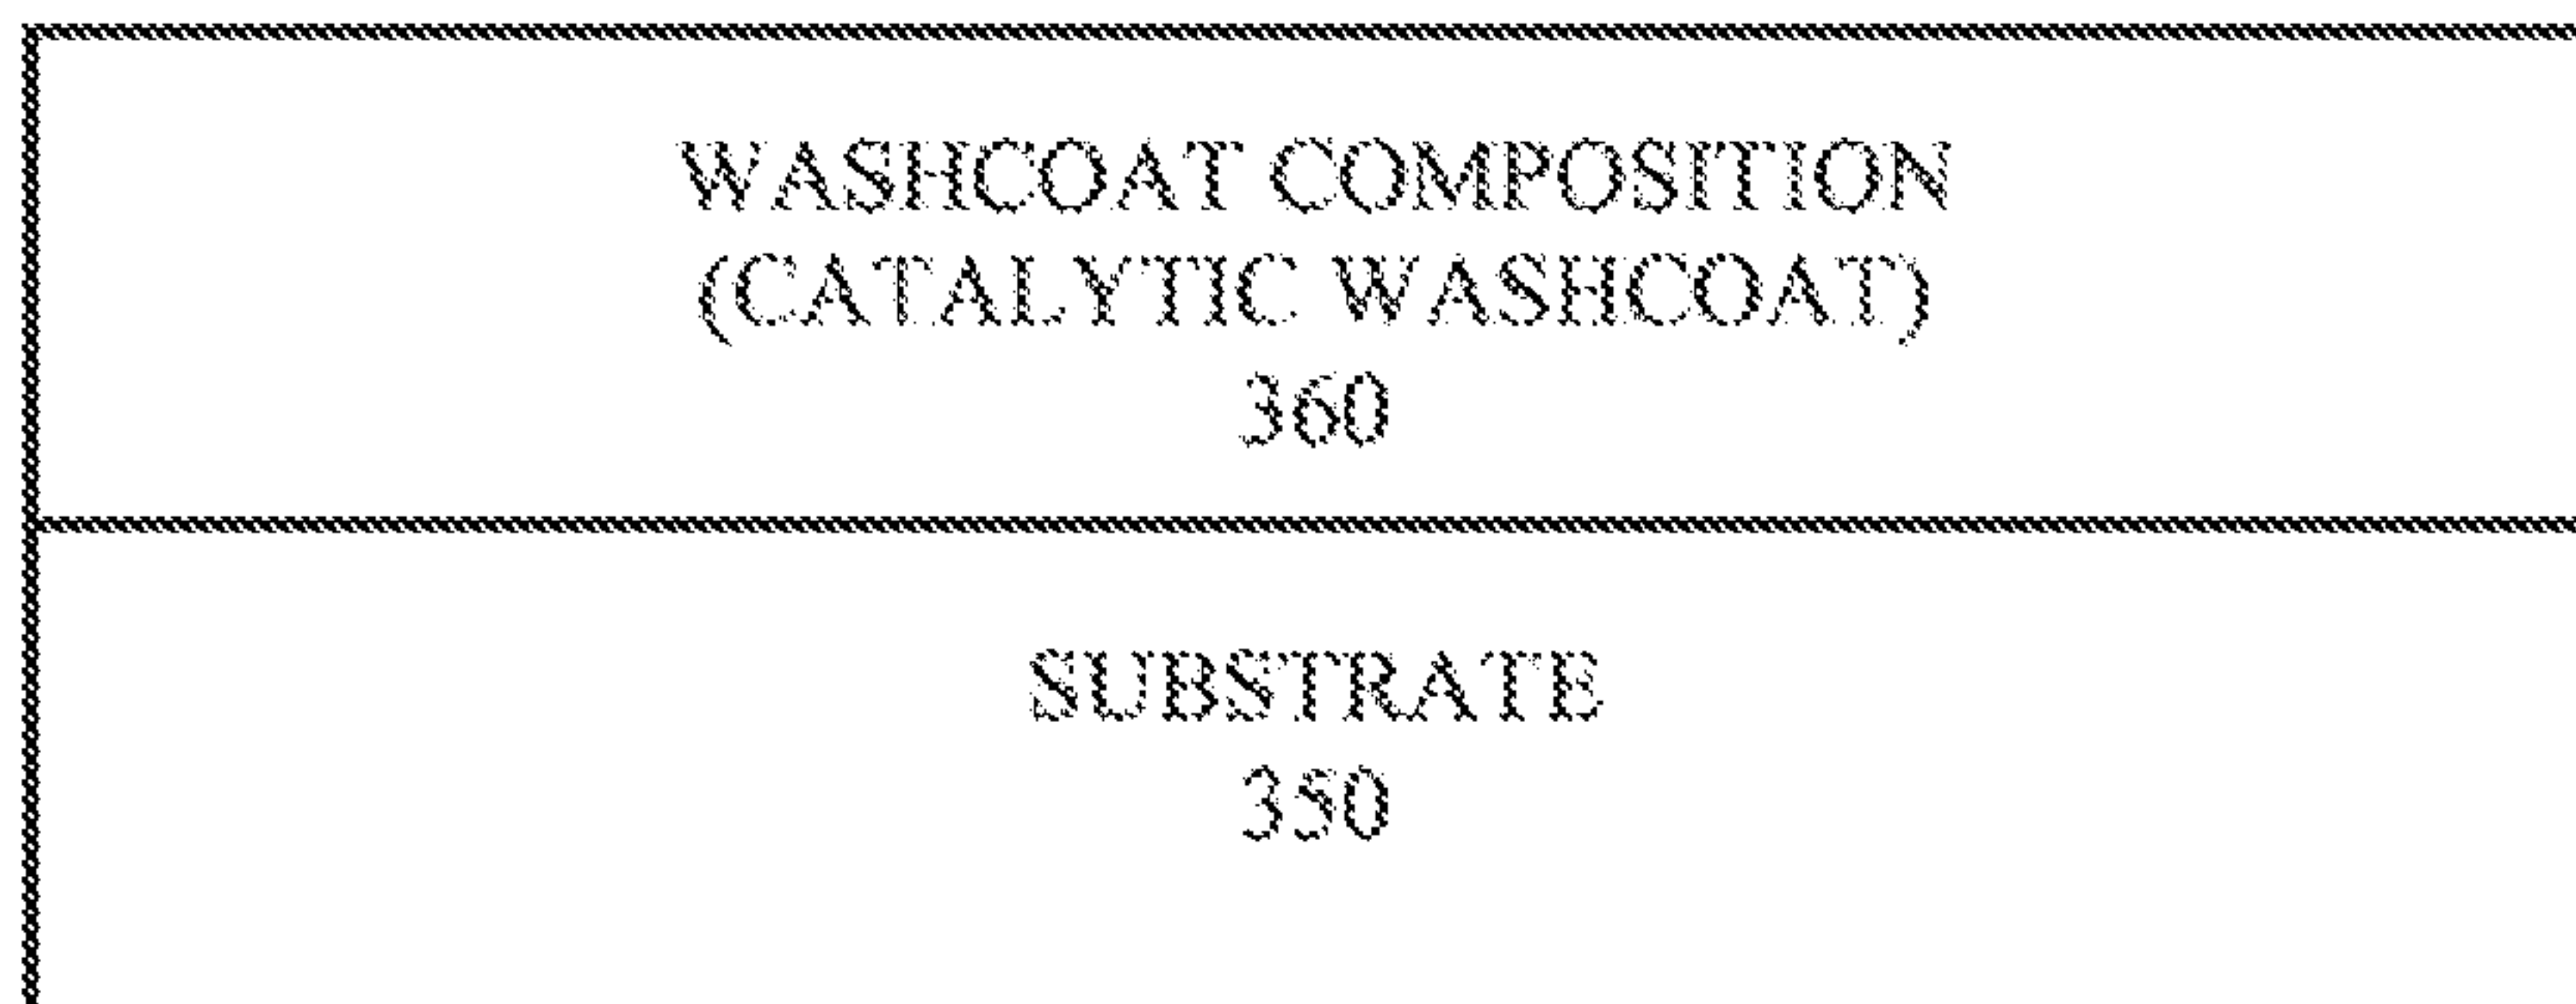 WASHCOAT COMPOSITION
(CATALYTIC WASHCOAT)
360
SUBSTRATE
350